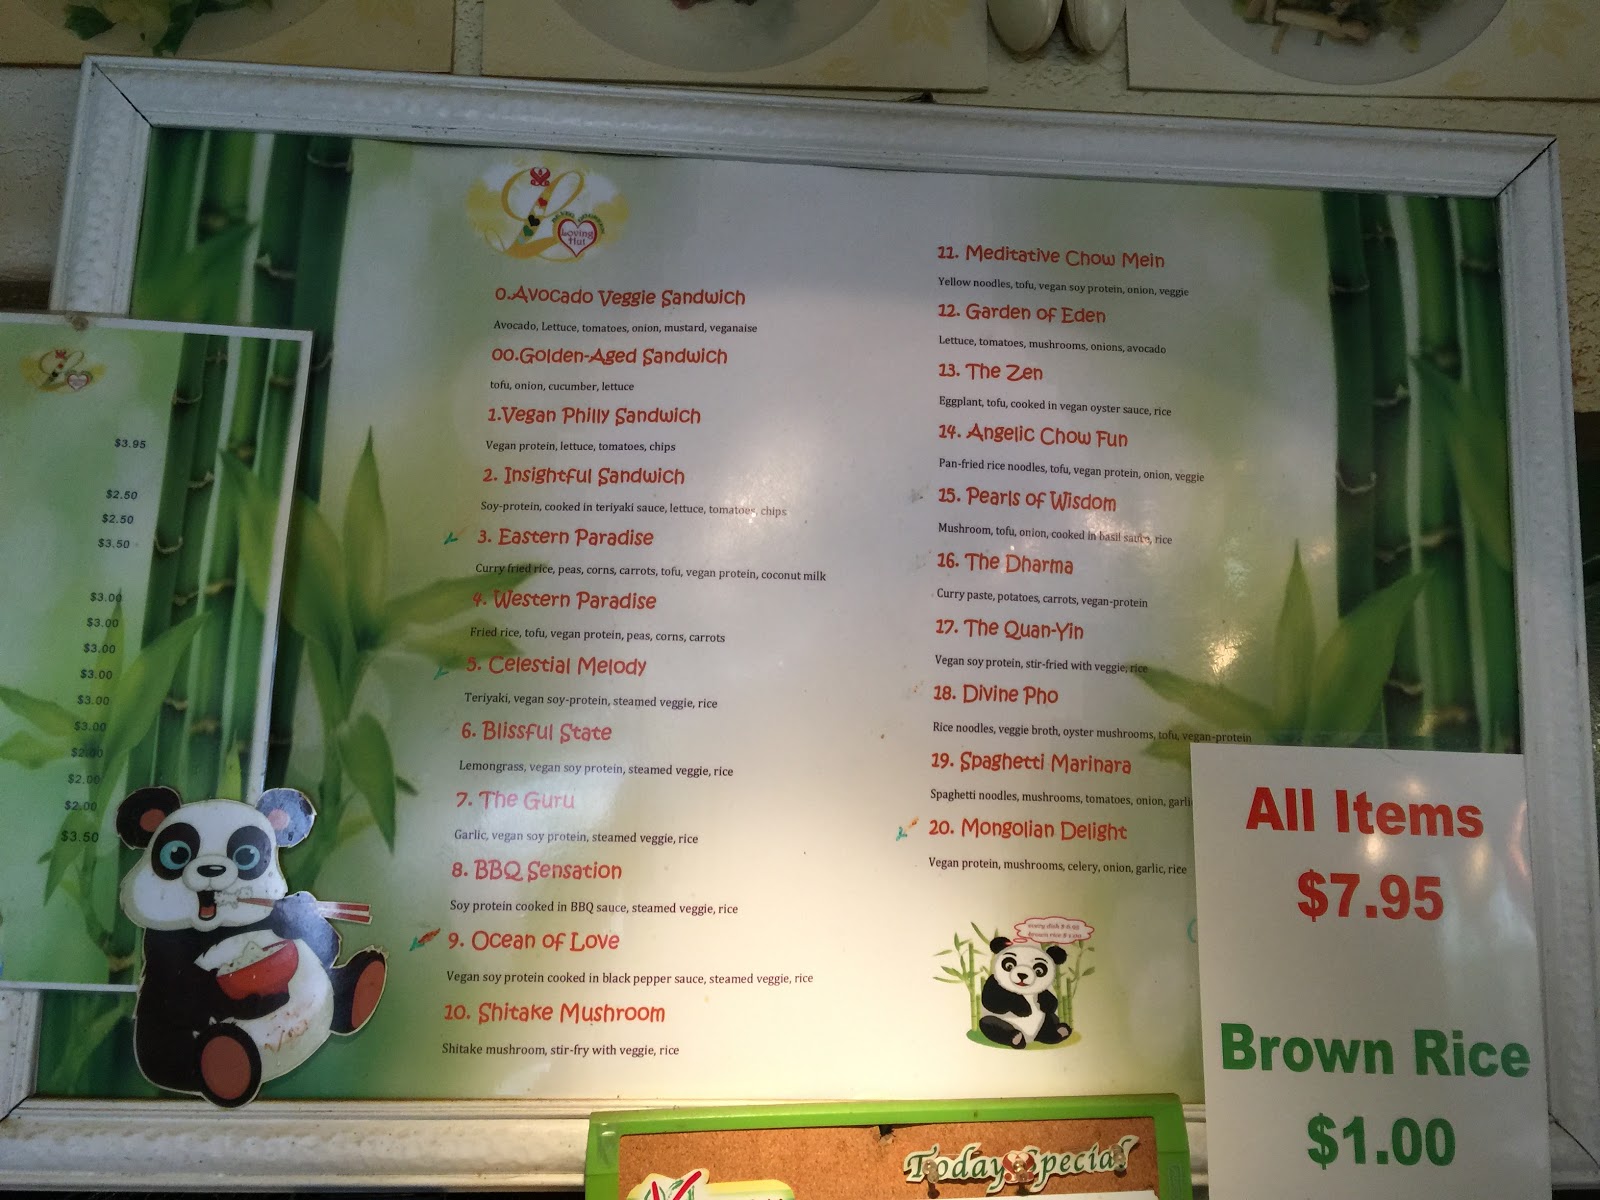 Loving Hut
0.Avocado Veggie Sandwich
Avocado, Lettuce, tomatoes, onion, mustard, veganaise
00.Golden-Aged Sandwich
tofu, onion, cucumber, lettuce
1.Vegan Philly Sandwich
Vegan protein, lettuce, tomatoes, chips
2. Insightful Sandwich
Soy-protein, cooked in teriyaki sauce, lettuce, tomatoes, chips
3. Eastern Paradise
Curry fried rice, peas, corns, carrots, tofu, vegan protein, coconut milk
4. Western Paradise
Fried rice, tofu, vegan protein, peas, corns, carrots
5. Celestial Melody
Teriyaki, vegan soy-protein, steamed veggie, rice
6. Blissful State
Lemongrass, vegan soy protein, steamed veggie, rice
7. The Guru
Garlic, vegan soy protein, steamed veggie, rice
8. BBQ Sensation
Soy protein cooked in BBQ sauce, steamed veggie, rice
9. Ocean of Love
Vegan soy protein cooked in black pepper sauce, steamed veggie, rice
10. Shitake Mushroom
Shitake mushroom, stir-fry with veggie, rice
11. Meditative Chow Mein
Yellow noodles, tofu, vegan soy protein, onion, veggie
12. Garden of Eden
Lettuce, tomatoes, mushrooms, onions, avocado
13. The Zen
Eggplant, tofu, cooked in vegan oyster sauce, rice
14. Angelic Chow Fun
Pan-fried rice noodles, tofu, vegan protein, onion, veggie
15. Pearls of Wisdom
Mushroom, tofu, onion, cooked in basil sauce, rice
16. The Dharma
Curry paste, potatoes, carrots, vegan-protein
17. The Quan-Yin
Vegan soy protein, stir-fried with veggie, rice
18. Divine Pho
Rice noodles, veggie broth, oyster mushrooms, tofu, vegan-protein
19. Spaghetti Marinara
Spaghetti noodles, mushrooms, tomatoes, onion, garli
20. Mongolian Delight
Vegan protein, mushrooms, celery, onion, garlic, rice
$3.95
$2.50
$2.50
$3.50
$3.00
$3.00
$3.00
$3.00
$3.00
$3.00
$2.00
$2.00
$2.00
$3.50
All Items
$7.95
Brown Rice
$1.00
Today Special